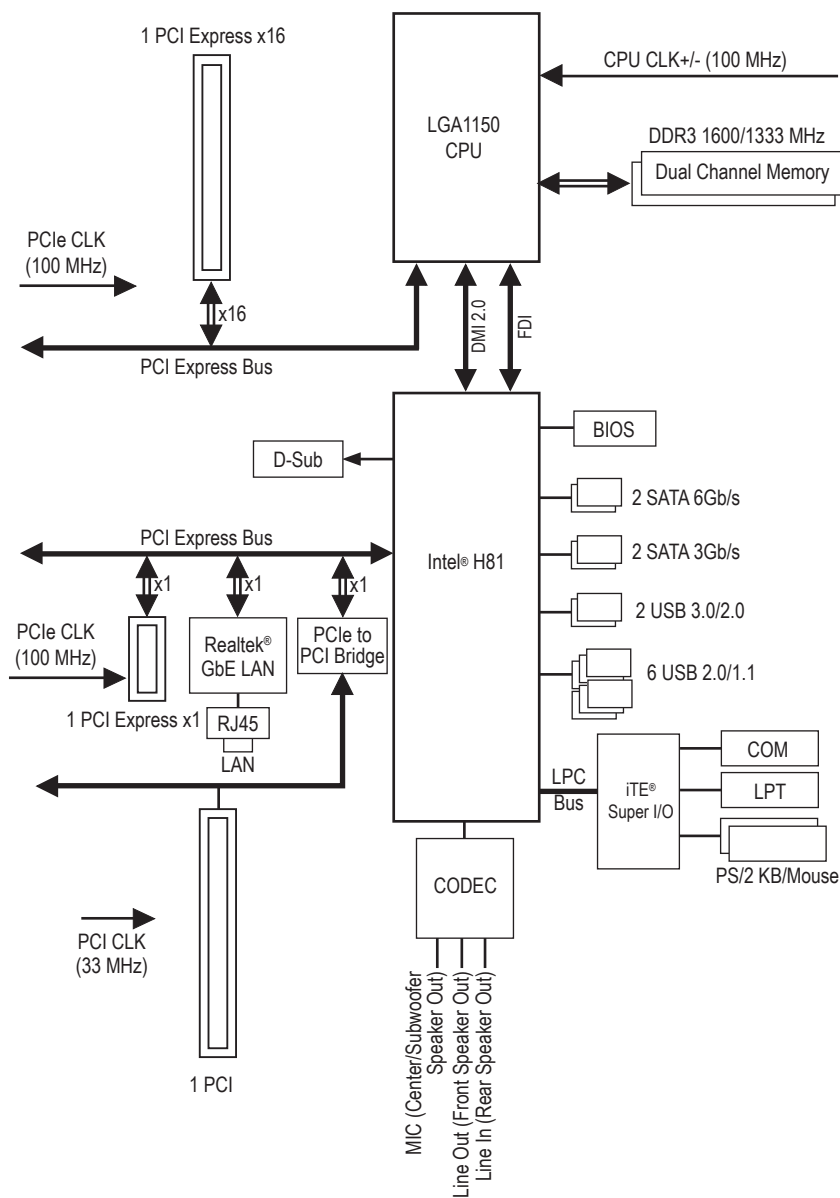 1 PCI Express x16
CPU CLK+/- (100 MHz)
LGA1150
CPU
DDR3 1600/1333 MHz
Dual Channel Memory
PCIe CLK
(100 MHz)
x16
PCI Express Bus
DMI 2.0
FDI
BIOS
D-Sub
2 SATA 6Gb/s
PCI Express Bus
Intel® H81
2 SATA 3Gb/s
x1
x1
x1
2 USB 3.0/2.0
PCIe CLK
(100 MHz)
Realtek®
GbE LAN
PCIe to
PCI Bridge
6 USB 2.0/1.1
1 PCI Express x1
RJ45
LAN
LPC
Bus
iTE®
Super I/O
COM
LPT
PS/2 KB/Mouse
CODEC
PCI CLK
(33 MHz)
MIC (Center/Subwoofer
Speaker Out)
Line Out (Front Speaker Out)
Line In (Rear Speaker Out)
1 PCI